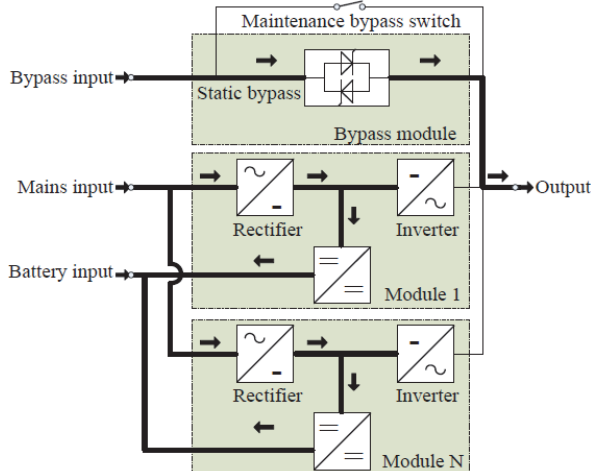 Maintenance bypass switch
Bypass input
Static bypass
Bypass module
Mains input
Output
Rectifier
Inverter
Battery input
Module 1
Rectifier
Inverter
Module N